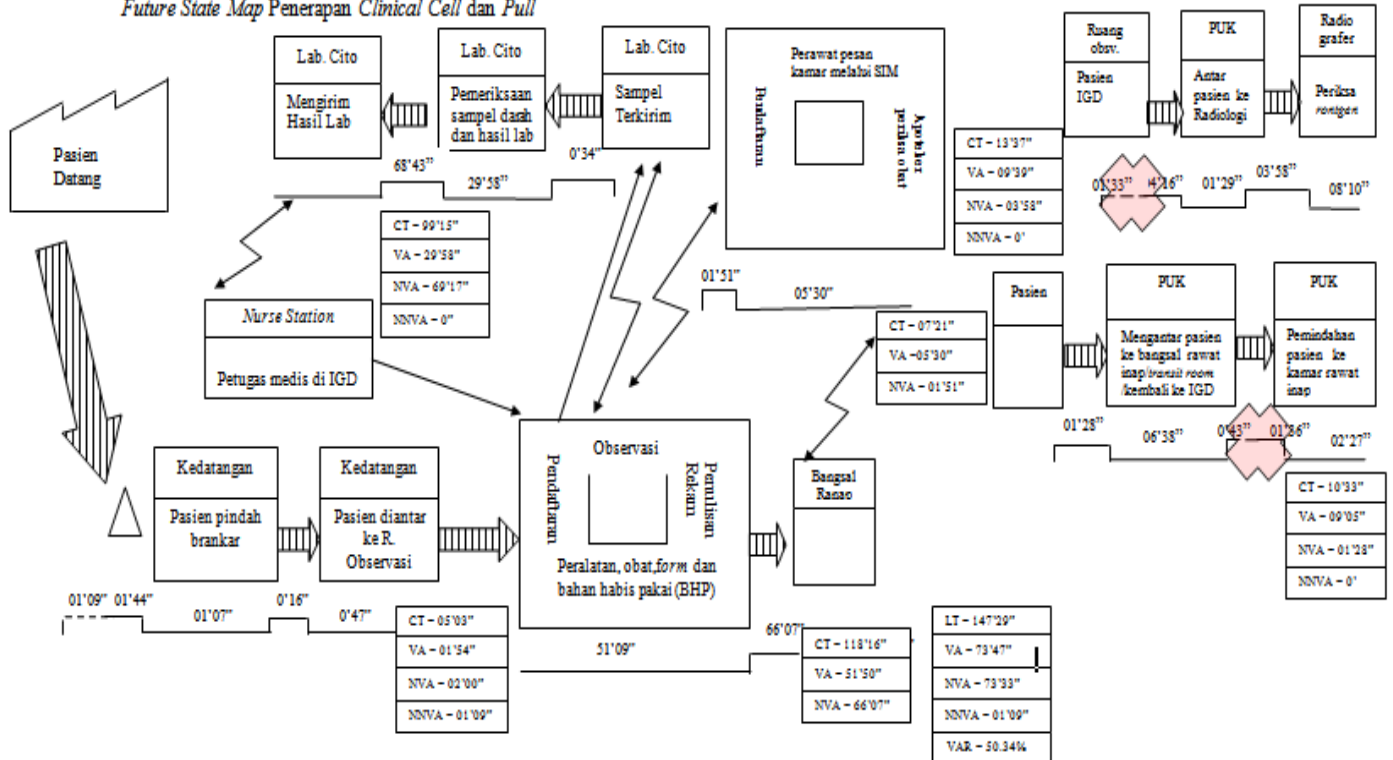 Future State Map Penerapan Clinical Cell dan Pull
Pasien
Datang
Lab. Cito
Mengirim
Hasil Lab
Lab. Cito
Pemeriksaan
sampel darah
dan hasil lab
Lab. Cito
Sampel
Terkirim
68'43”
29'58”
0'34”
CT – 99'15”
VA – 29'58”
NVA – 69'17”
NNVA – 0”
Perawat pesan
kamar melalui SIM
Pendaftaran
Apoteker
periksa obat
01'51”
05'30”
CT – 07'21”
VA –05'30”
NVA – 01'51”
Ruang
obsv.
Pasien
IGD
PUK
Antar
pasien ke
Radiologi
Radio
grafer
Periksa
rontgen
CT – 13'37”
VA – 09'39”
NVA – 03'58”
NNVA – 0'
4'16”
01'29”
03'58”
08'10”
Pasien
PUK
Mengantar pasien
ke bangsal rawat
inap/transit room
/kembali ke IGD
PUK
Pemindahan
pasien ke
kamar rawat
inap
01'28”
06'38”
0'43”
02'27”
CT – 10'33”
VA – 09'05”
NVA – 01'28”
NNVA – 0'
Nurse Station
Petugas medis di IGD
Kedatangan
Pasien pindah
brankar
Kedatangan
Pasien diantar
ke R.
Observasi
Observasi
Pendaftaran
Penulisan
Rekam
Peralatan, obat,form dan
bahan habis pakai (BHP)
Bangsal
Ranap
01'09” 01'44”
01'07”
0'16”
0'47”
CT – 05'03”
VA – 01'54”
NVA – 02'00”
NNVA – 01'09”
51'09”
66'07”
CT – 118'16”
VA – 51'50”
NVA – 66'07”
LT – 147'29”
VA – 73'47”
NVA – 73'33”
NNVA – 01'09”
VAR – 50.34%